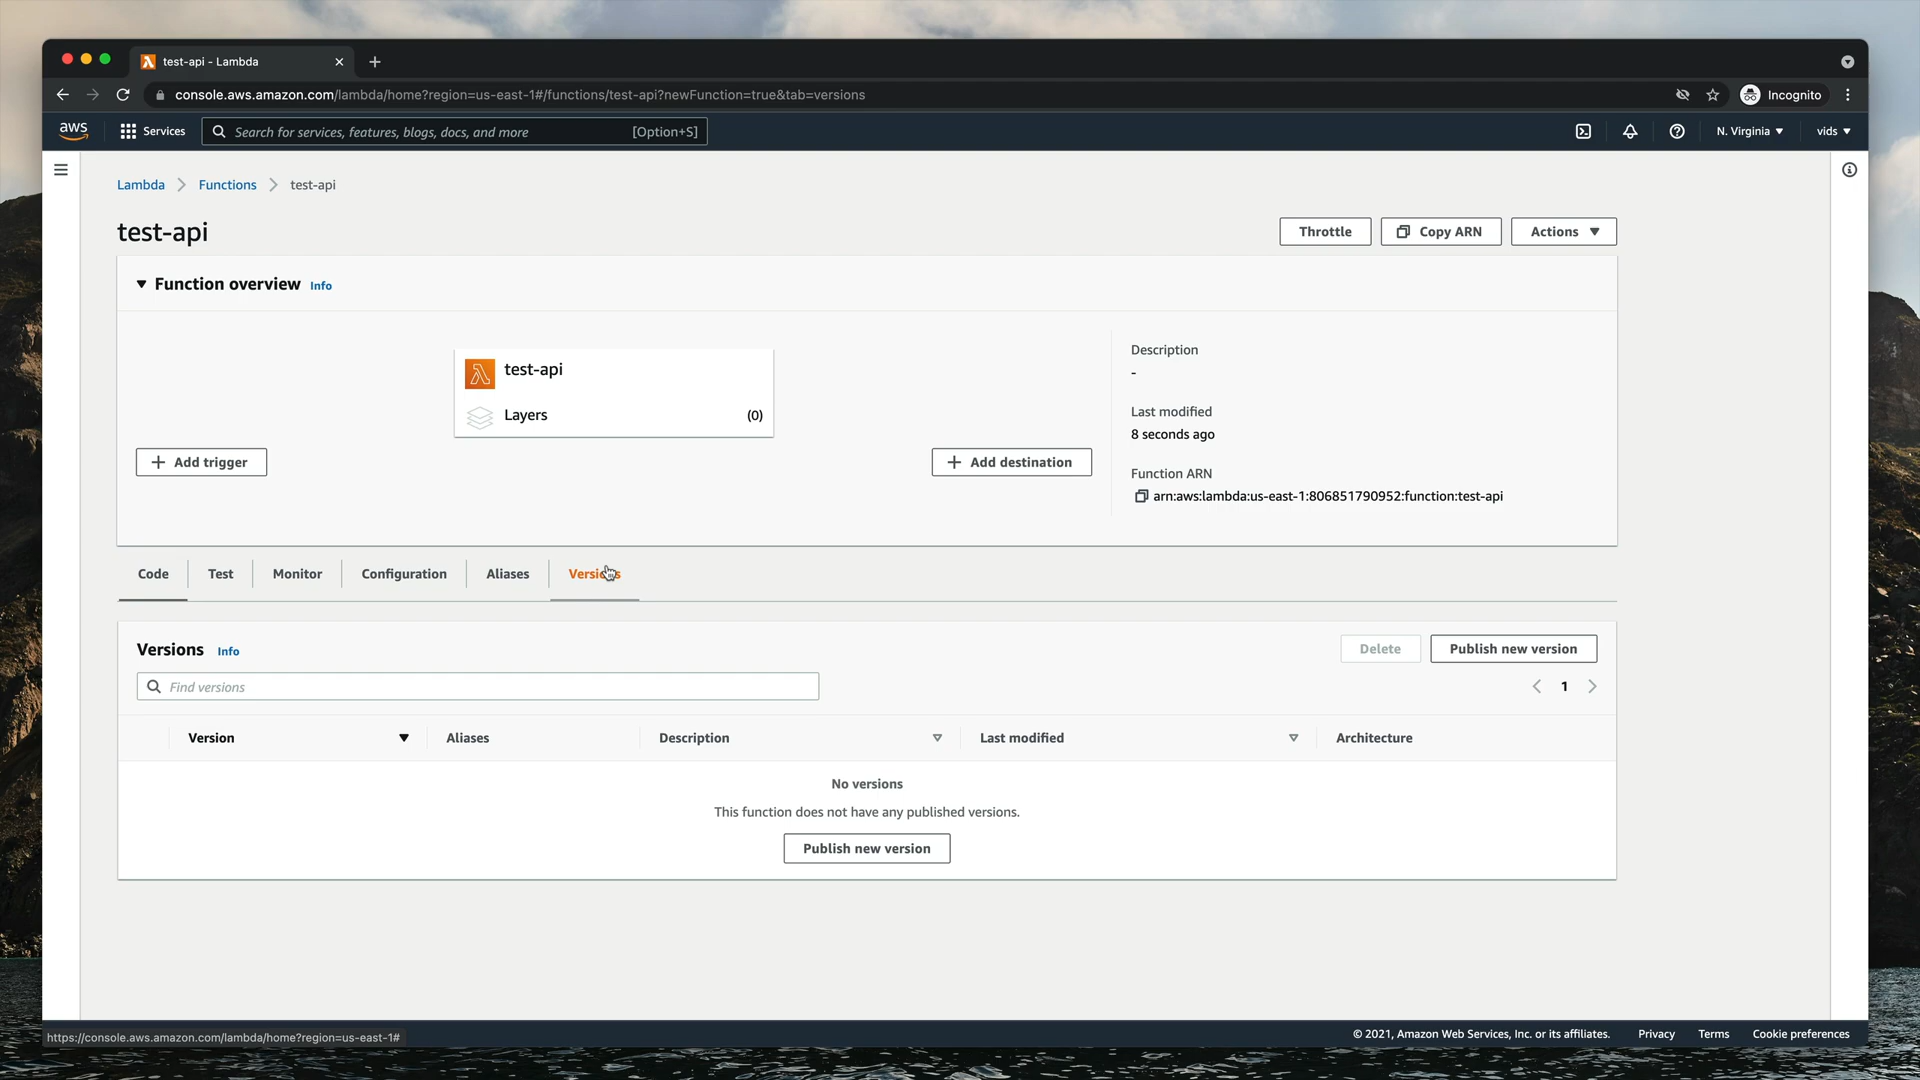 test-api - Lambda
console.aws.amazon.com/lambda/home?region=us-east-1#/functions/test-api?newFunction=true&tab=versions
Incognito
aws
Services
Search for services, features, blogs, docs, and more
[Option+S]
N. Virginia
vids
Lambda
Functions
test-api
test-api
Throttle
Copy ARN
Actions
Function overview
Info
test-api
Layers
(0)
Add trigger
Add destination
Description
-
Last modified
8 seconds ago
Function ARN
arn:aws:lambda:us-east-1:806851790952:function:test-api
Code
Test
Monitor
Configuration
Aliases
Versions
Versions
Info
Delete
Publish new version
Find versions
1
Version
Aliases
Description
Last modified
Architecture
No versions
This function does not have any published versions.
Publish new version
https://console.aws.amazon.com/lambda/home?region=us-east-1#
© 2021, Amazon Web Services, Inc. or its affiliates.
Privacy
Terms
Cookie preferences